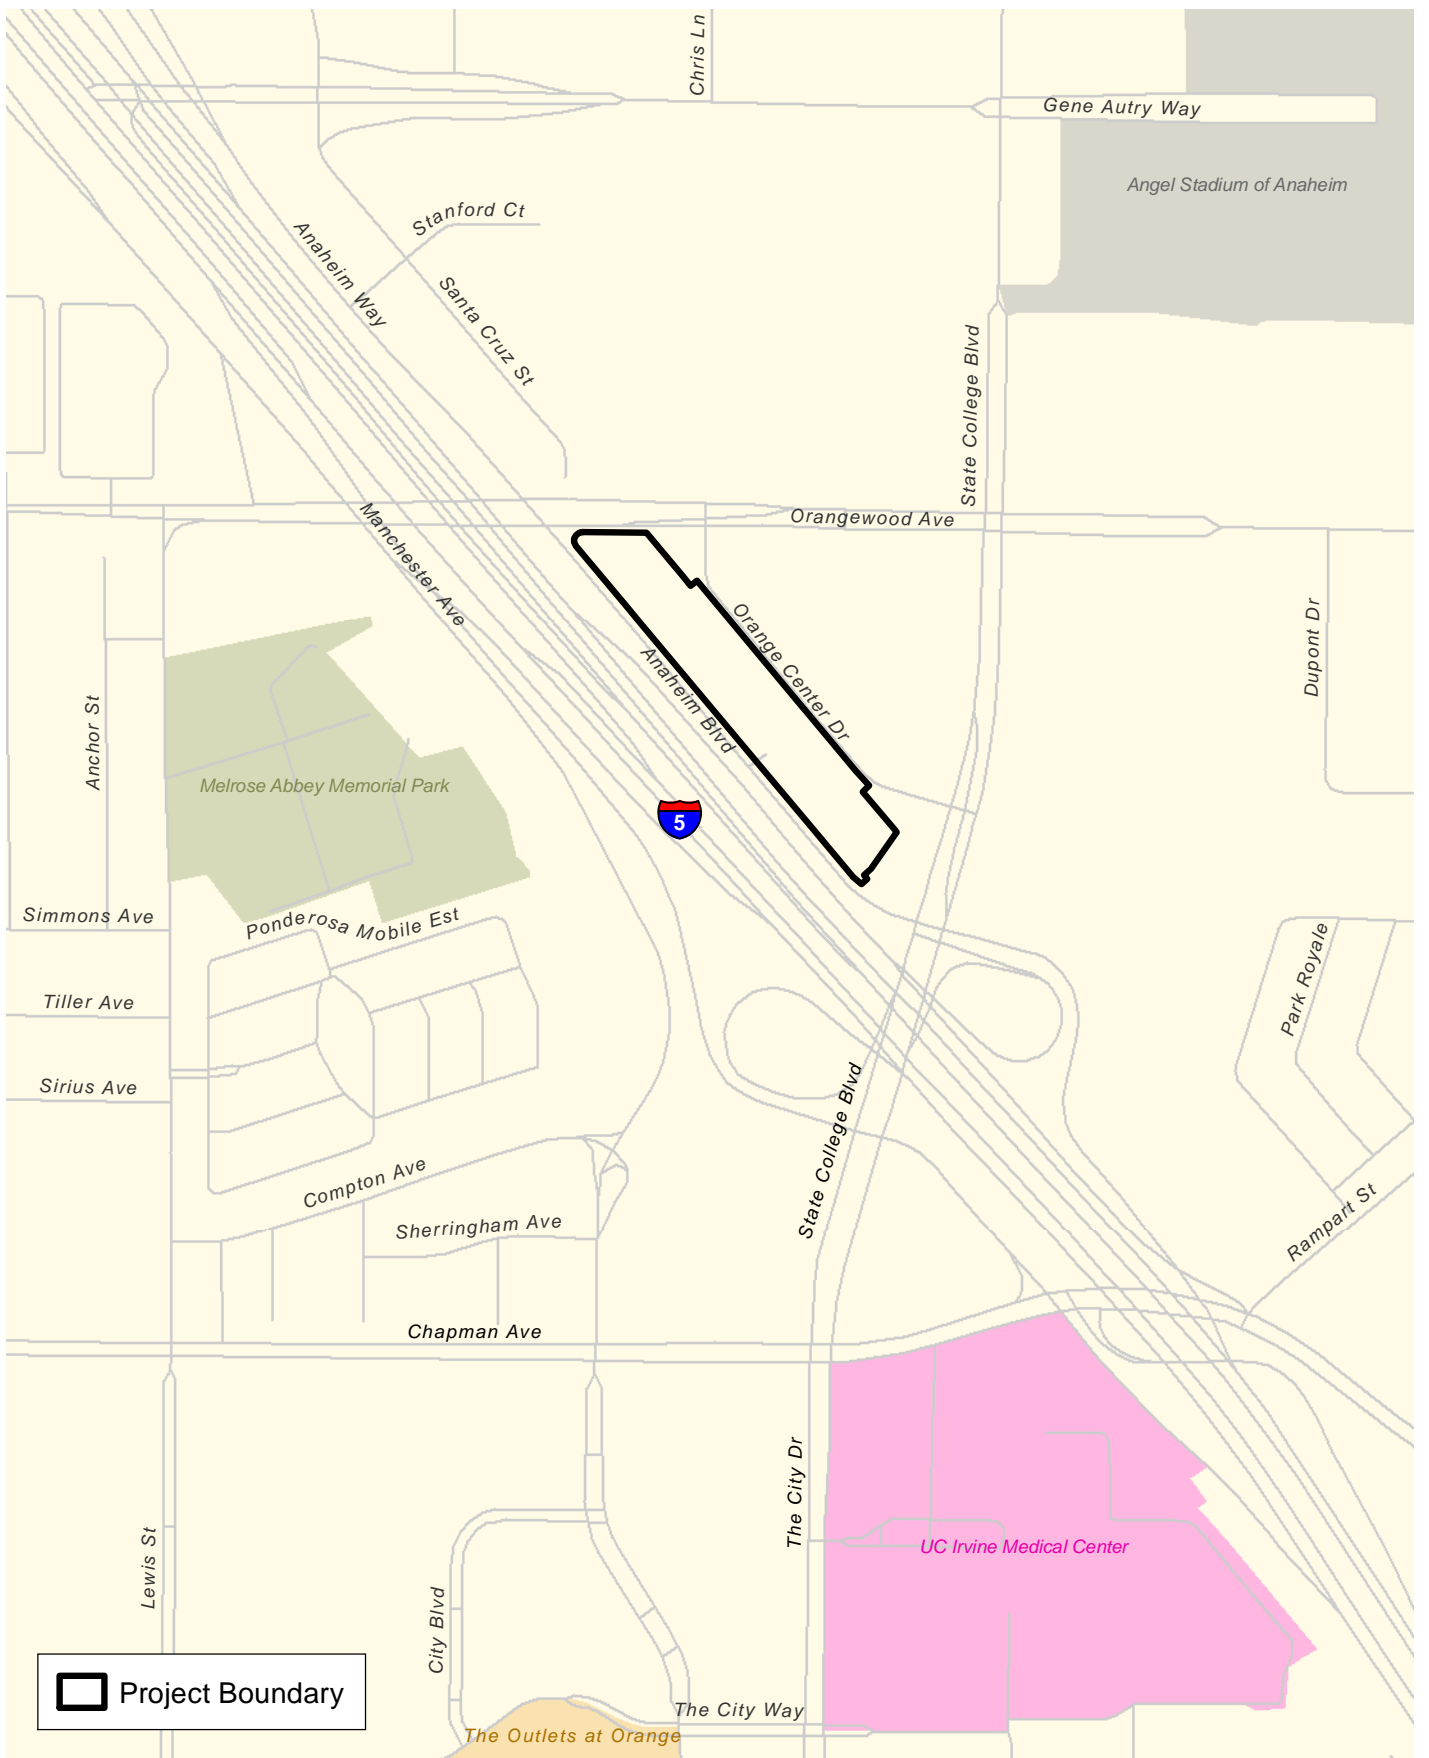 Chris Ln
Gene Autry Way
Angel Stadium of Anaheim
Stanford Ct
Anaheim Way
Santa Cruz St
State College Blvd
Orangewood Ave
Manchester Ave
Orange Center Dr
Dupont Dr
Anaheim Blvd
Anchor St
Melrose Abbey Memorial Park
5
Simmons Ave
Ponderosa Mobile Est
Park Royale
Tiller Ave
Sirius Ave
State College Blvd
Compton Ave
Sherringham Ave
Rampart St
Chapman Ave
The City Dr
UC Irvine Medical Center
Lewis St
City Blvd
Project Boundary
The City Way
The Outlets at Orange